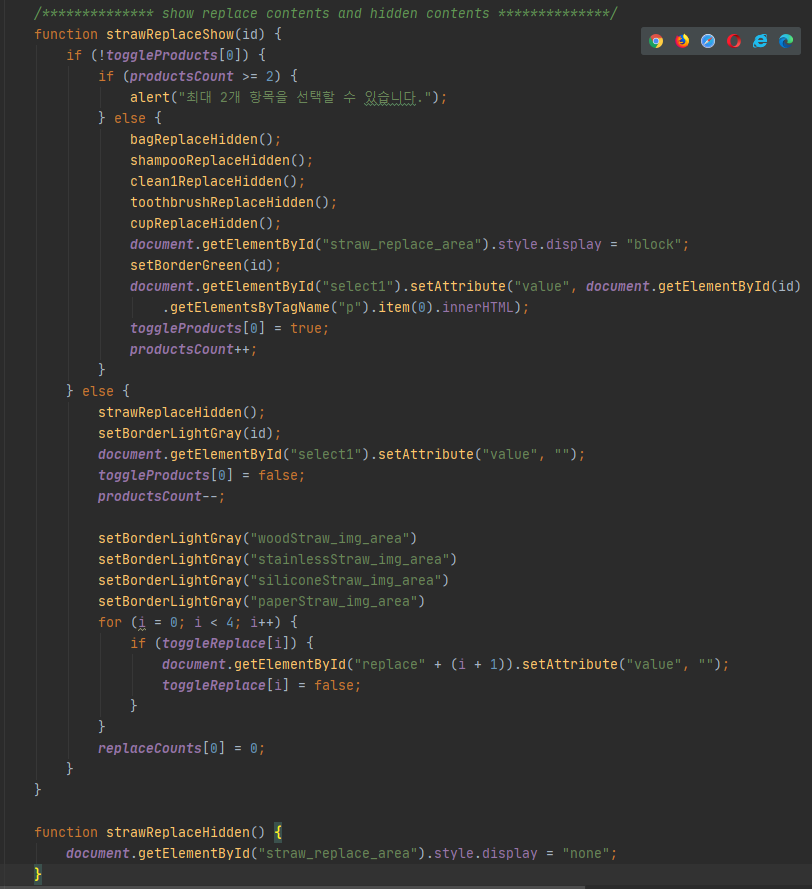 /************** show replace contents and hidden contents **************/
function strawReplaceShow(id) {
    if (!toggleProducts[0]) {
        if (productsCount >= 2) {
            alert("최대 2개 항목을 선택할 수 있습니다.");
        } else {
            bagReplaceHidden();
            shampooReplaceHidden();
            clean1ReplaceHidden();
            toothbrushReplaceHidden();
            cupReplaceHidden();
            document.getElementById("straw_replace_area").style.display = "block";
            setBorderGreen(id);
            document.getElementById("select1").setAttribute("value", document.getElementById(id)
                .getElementsByTagName("p").item(0).innerHTML);
            toggleProducts[0] = true;
            productsCount++;
        }
    } else {
        strawReplaceHidden();
        setBorderLightGray(id);
        document.getElementById("select1").setAttribute("value", "");
        toggleProducts[0] = false;
        productsCount--;

        setBorderLightGray("woodStraw_img_area")
        setBorderLightGray("stainlessStraw_img_area")
        setBorderLightGray("siliconeStraw_img_area")
        setBorderLightGray("paperStraw_img_area")
        for (i = 0; i < 4; i++) {
            if (toggleReplace[i]) {
                document.getElementById("replace" + (i + 1)).setAttribute("value", "");
                toggleReplace[i] = false;
            }
        }
        replaceCounts[0] = 0;
    }
}

function strawReplaceHidden() {
    document.getElementById("straw_replace_area").style.display = "none";
}